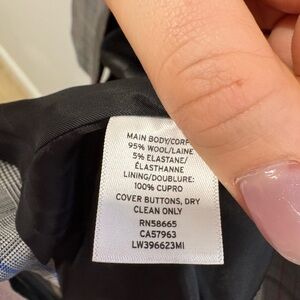 MAIN BODY/CORP
95% WOOL/LAINE
5% ELASTANE/
ÉLASTHANNE
LINING/DOUBLURE:
100% CUPRO
COVER BUTTONS, DRY
CLEAN ONLY
RN58665
CA57963
LW396623MI